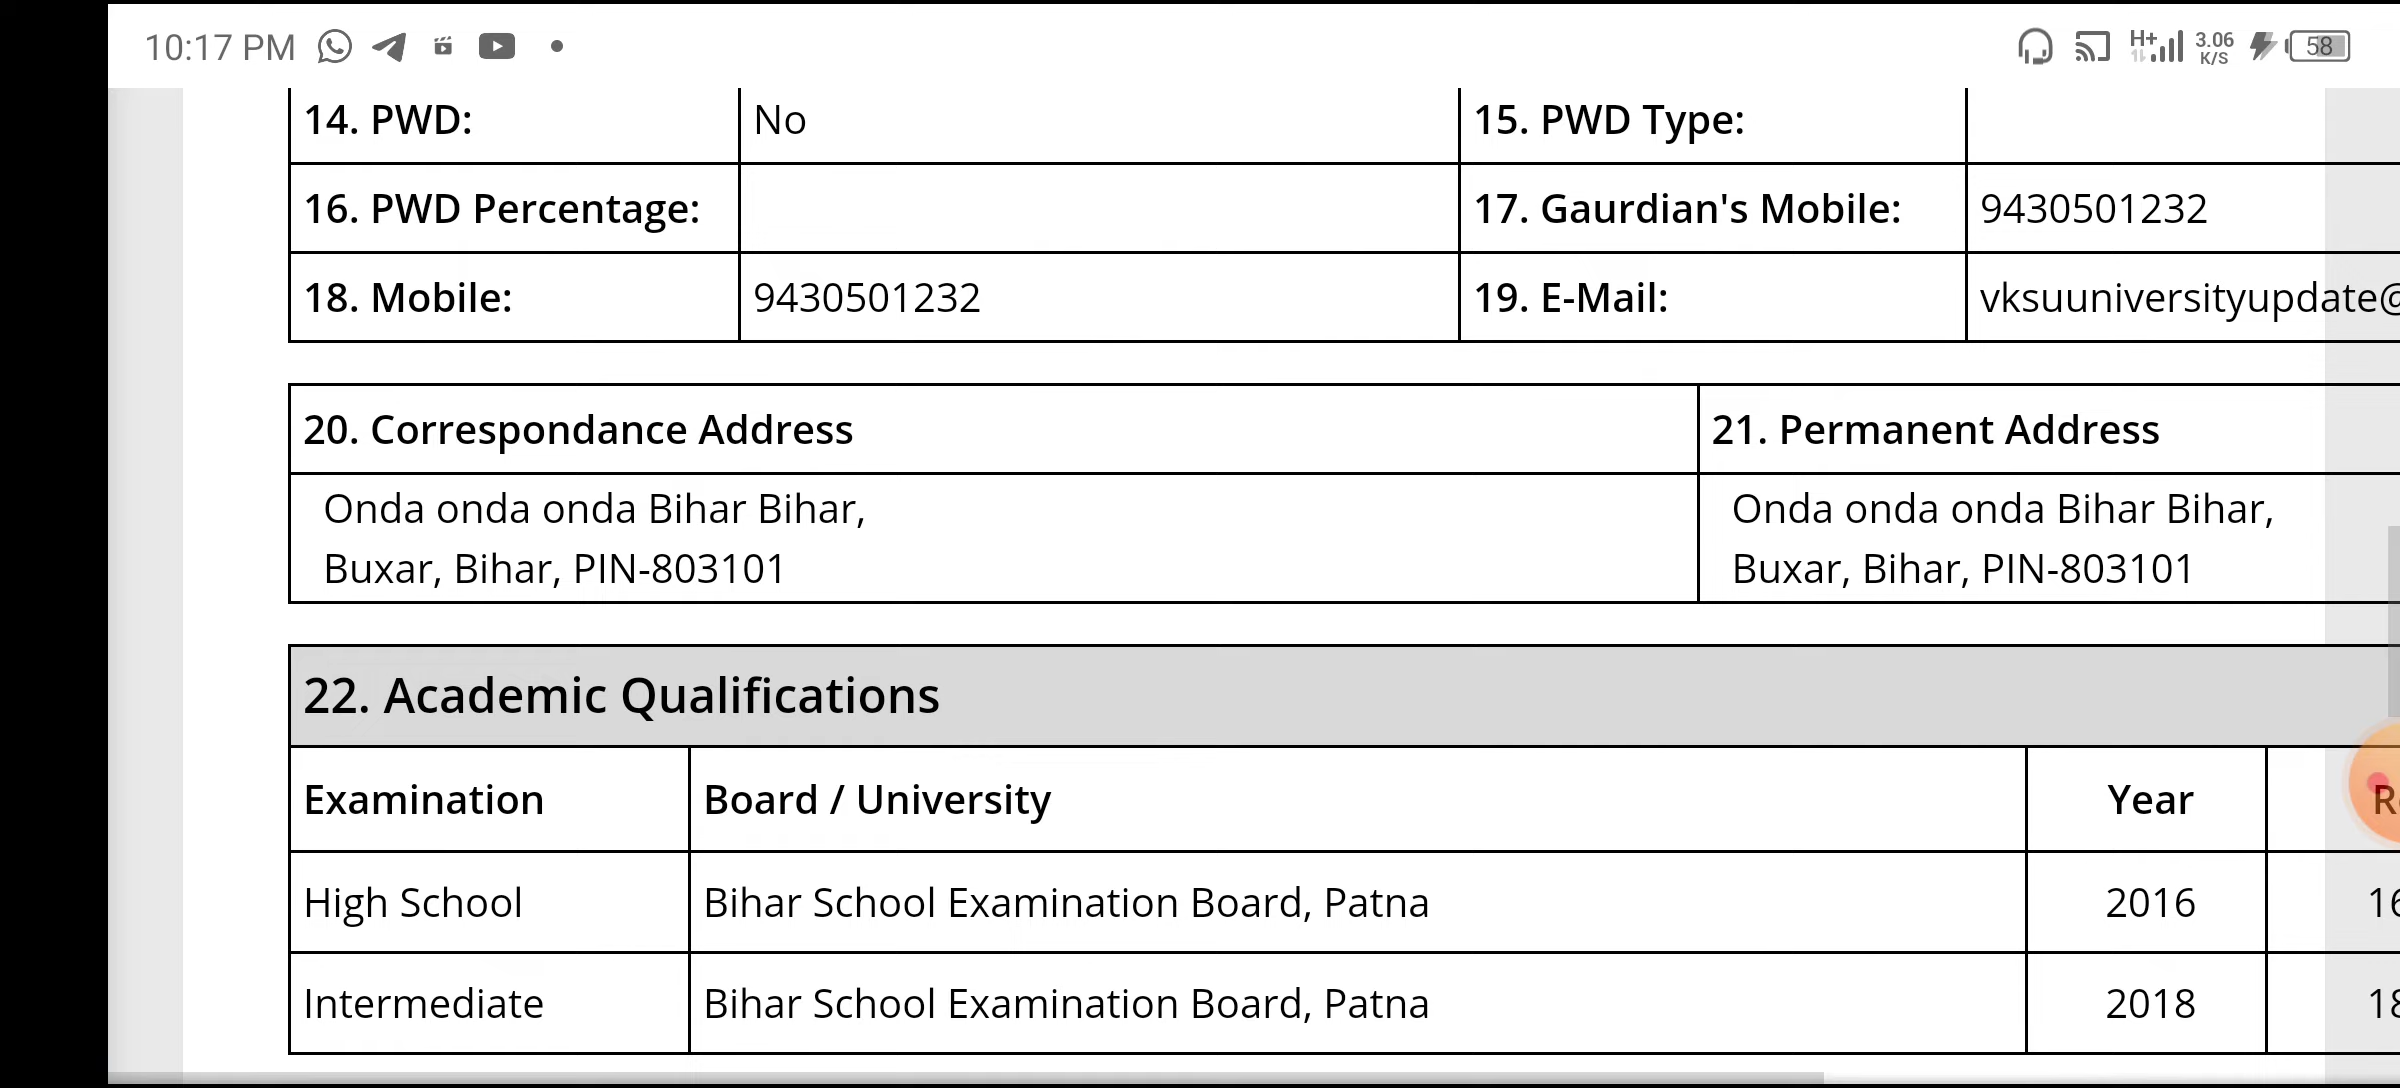 10:17 PM H+ 3.06 K/S 58
14. PWD: No 15. PWD Type:
16. PWD Percentage: 17. Gaurdian's Mobile: 9430501232
18. Mobile: 9430501232 19. E-Mail: vksuuniversityupdate@
20. Correspondance Address 21. Permanent Address
Onda onda onda Bihar Bihar,
Buxar, Bihar, PIN-803101
Onda onda onda Bihar Bihar,
Buxar, Bihar, PIN-803101
22. Academic Qualifications
Examination Board / University Year
High School Bihar School Examination Board, Patna 2016
Intermediate Bihar School Examination Board, Patna 2018